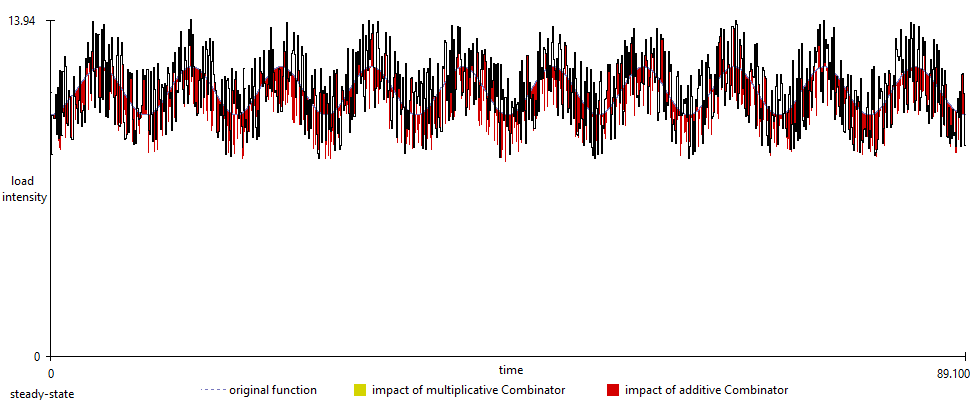 13.94
load
intensity
0
time
0
89.100
steady-state
original function
impact of multiplicative Combinator
impact of additive Combinator